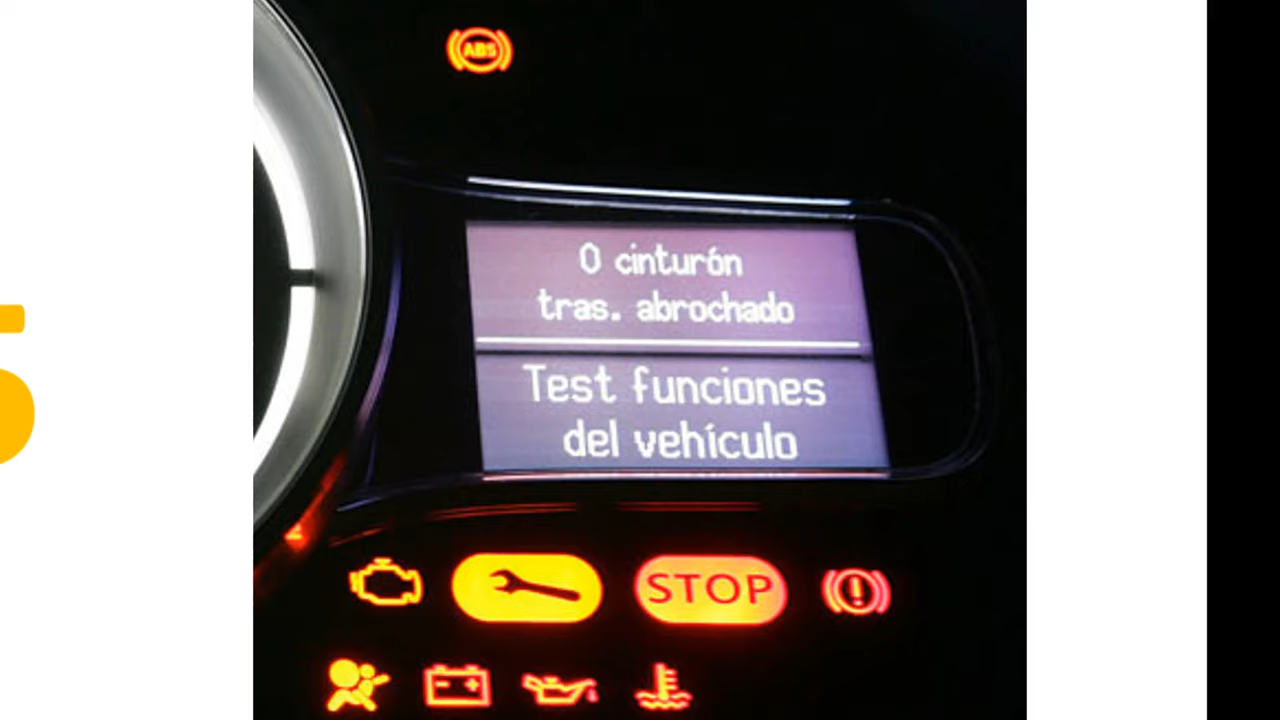 ABS
0 cinturón
tras. abrochado
Test funciones
del vehículo
STOP